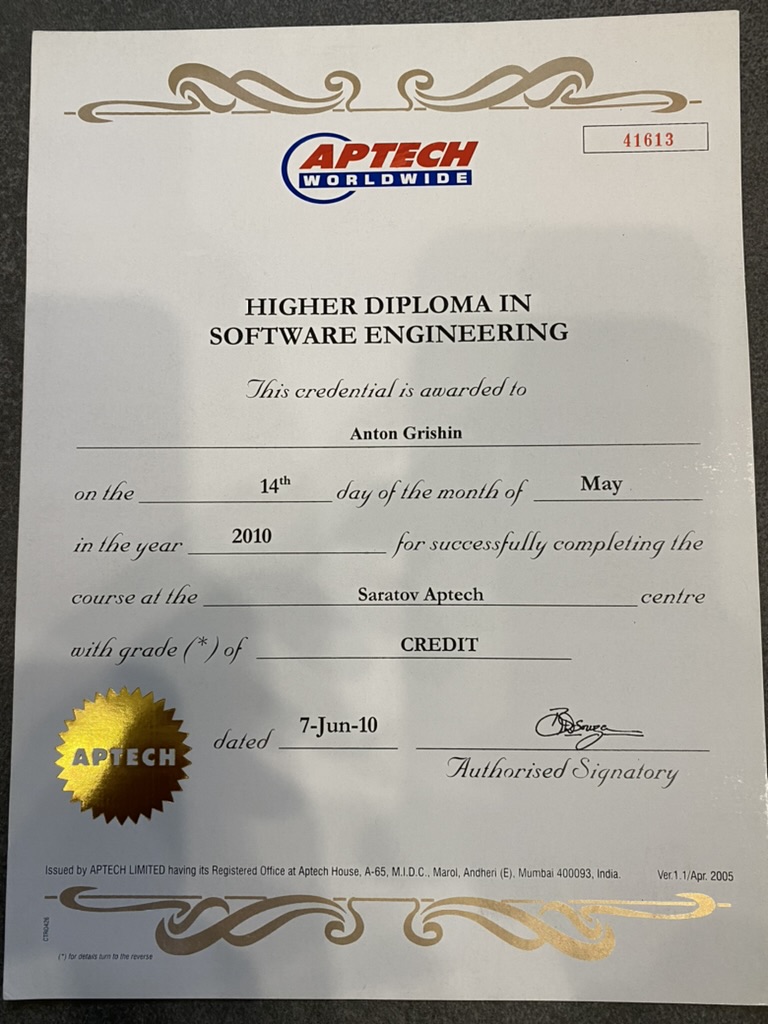 41613
APTECH
WORLDWIDE
HIGHER DIPLOMA IN
SOFTWARE ENGINEERING
This credential is awarded to
Anton Grishin
on the 14th day of the month of May
in the year 2010 for successfully completing the
course at the Saratov Aptech centre
with grade (*) of CREDIT
APTECH
dated 7-Jun-10
Authorised Signatory
Issued by APTECH LIMITED having its Registered Office at Aptech House, A-65, M.I.D.C., Marol, Andheri (E), Mumbai 400093, India. Ver.1.1/Apr. 2005
(*) for details turn to the reverse